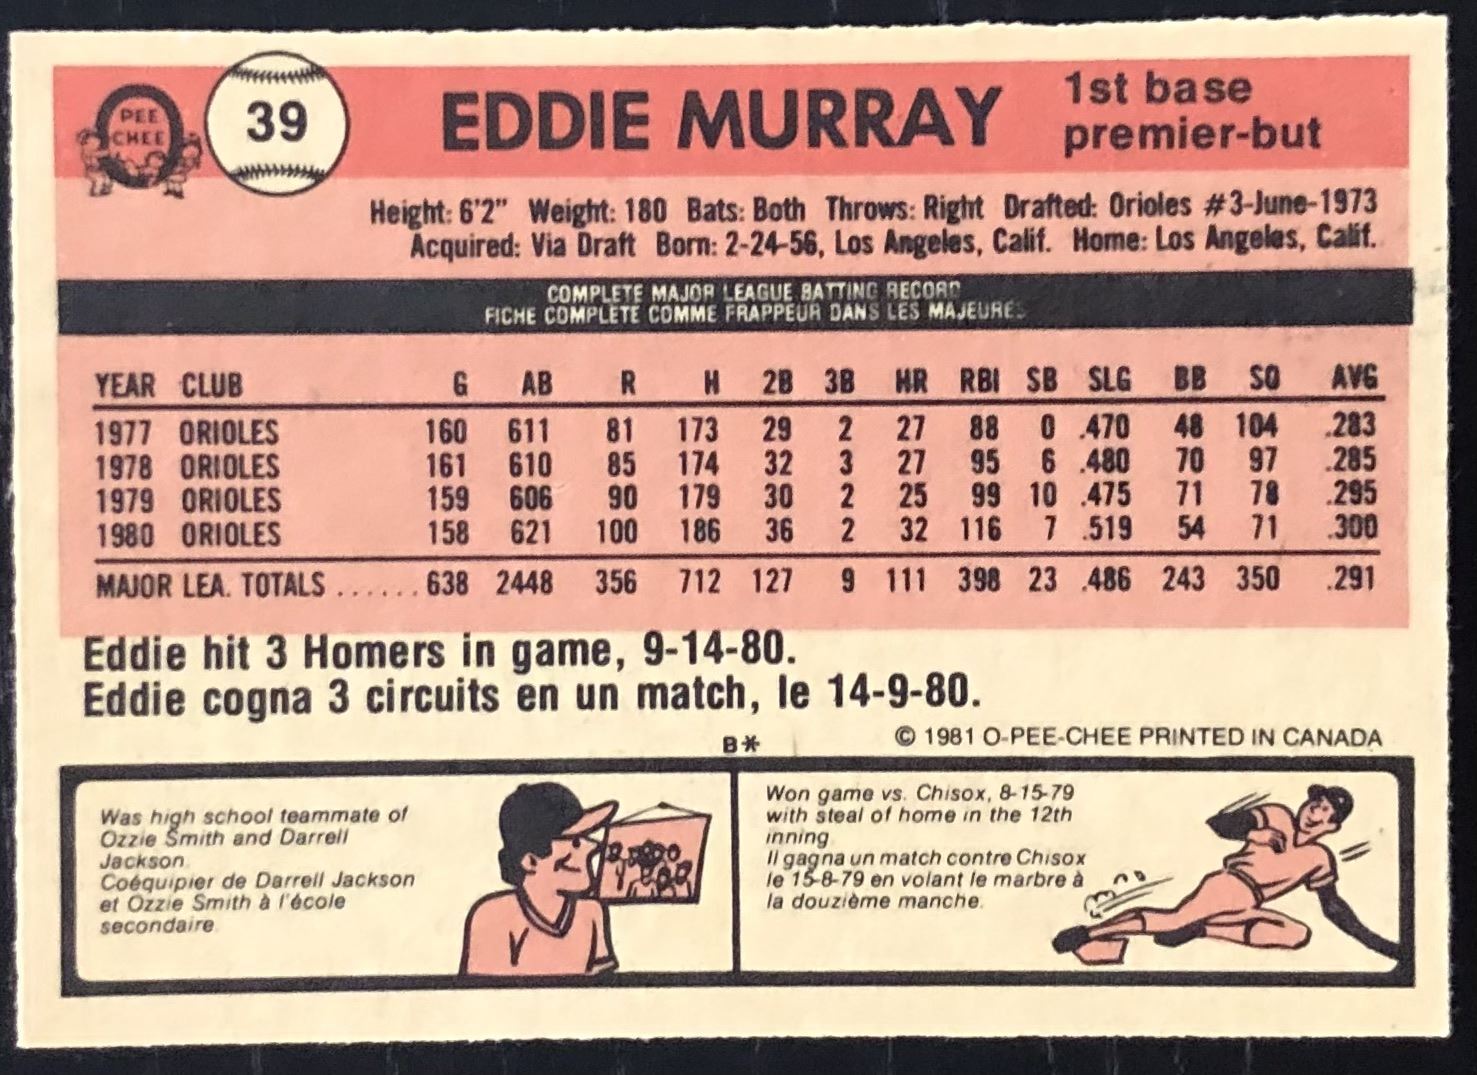 PEE
CHEE
39
EDDIE MURRAY
1st base
premier-but
Height: 6'2" Weight: 180 Bats: Both Throws: Right Drafted: Orioles #3-June-1973
Acquired: Via Draft Born: 2-24-56, Los Angeles, Calif. Home: Los Angeles, Calif.
COMPLETE MAJOR LEAGUE BATTING RECORD
FICHE COMPLÈTE COMME FRAPPEUR DANS LES MAJEURES
YEAR CLUB G AB R H 2B 3B HR RBI SB SLG BB SO AVG
1977 ORIOLES 160 611 81 173 29 2 27 88 0 .470 48 104 .283
1978 ORIOLES 161 610 85 174 32 3 27 95 6 .480 70 97 .285
1979 ORIOLES 159 606 90 179 30 2 25 99 10 .475 71 78 .295
1980 ORIOLES 158 621 100 186 36 2 32 116 7 .519 54 71 .300
MAJOR LEA. TOTALS ...... 638 2448 356 712 127 9 111 398 23 .486 243 350 .291
Eddie hit 3 Homers in game, 9-14-80.
Eddie cogna 3 circuits en un match, le 14-9-80.
B* © 1981 O-PEE-CHEE PRINTED IN CANADA
Was high school teammate of
Ozzie Smith and Darrell
Jackson.
Coéquipier de Darrell Jackson
et Ozzie Smith à l'école
secondaire.
Won game vs. Chisox, 8-15-79
with steal of home in the 12th
inning.
Il gagna un match contre Chisox
le 15-8-79 en volant le marbre à
la douzième manche.